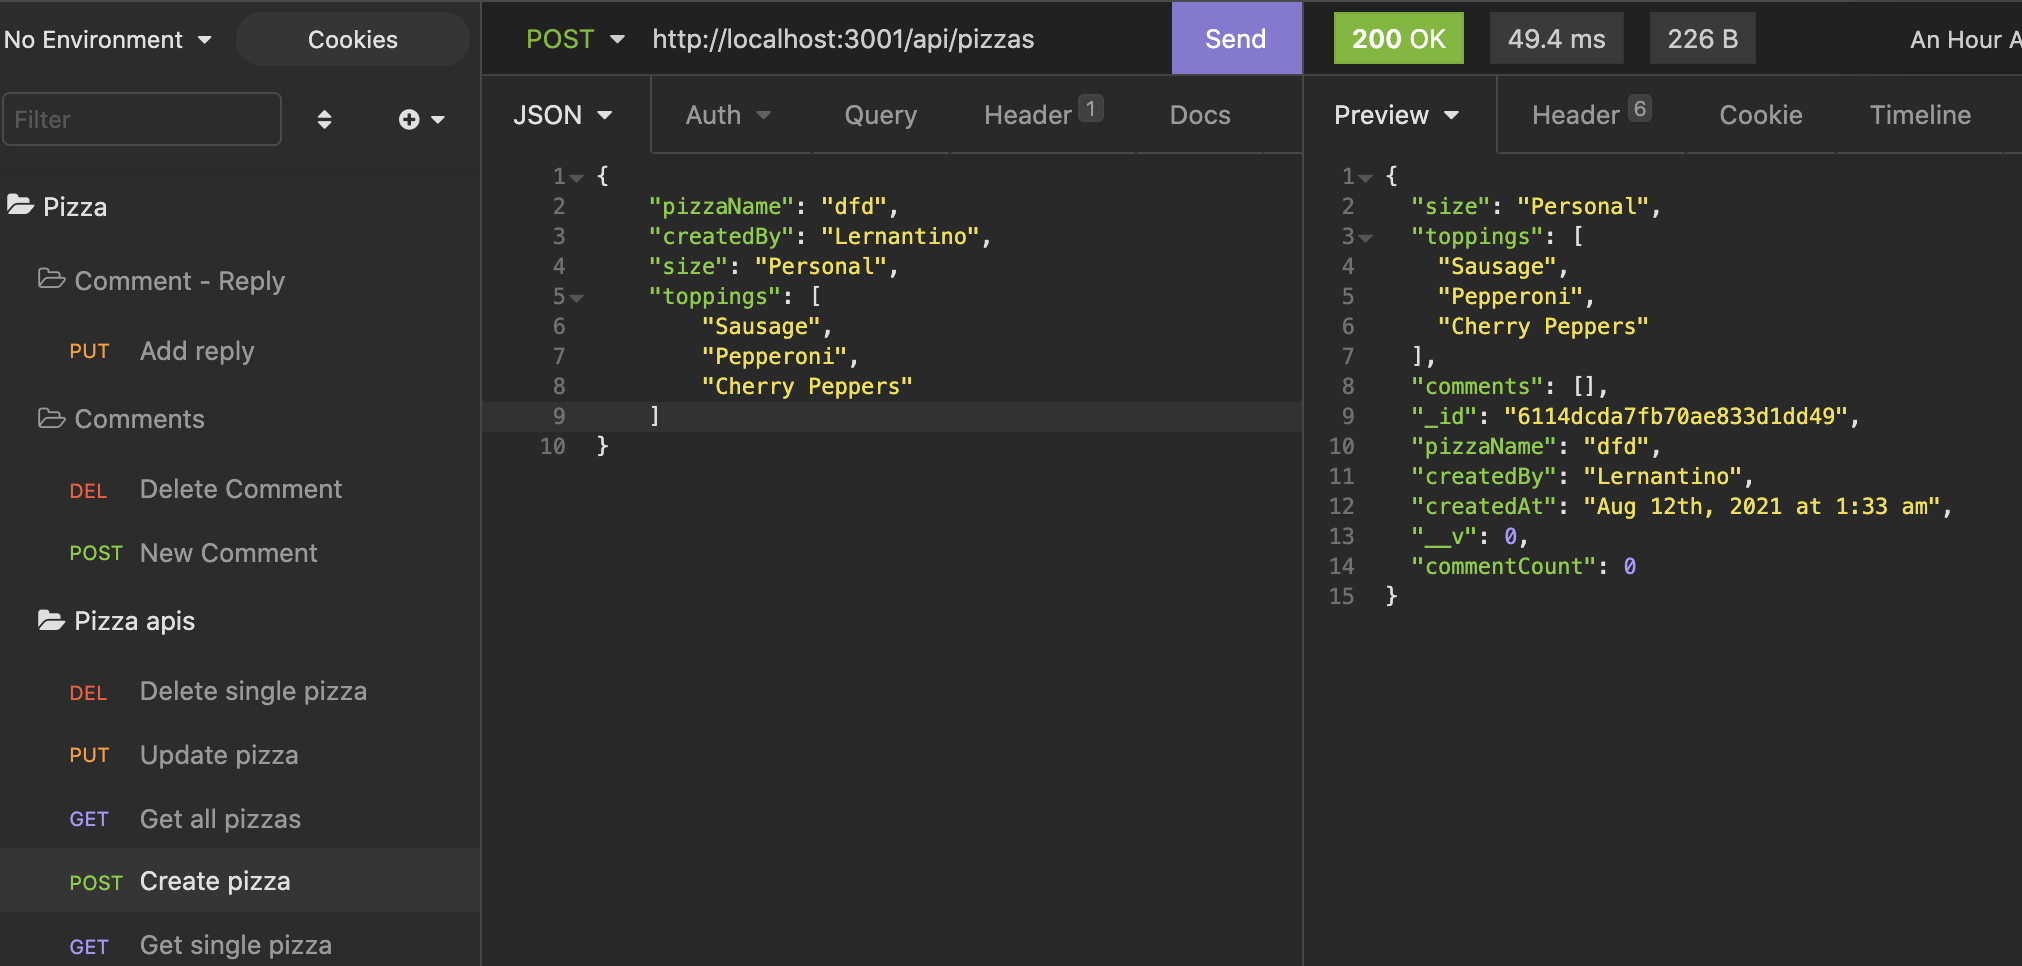 No Environment
Cookies
Filter
Pizza
Comment - Reply
PUT Add reply
Comments
DEL Delete Comment
POST New Comment
Pizza apis
DEL Delete single pizza
PUT Update pizza
GET Get all pizzas
POST Create pizza
GET Get single pizza
POST http://localhost:3001/api/pizzas Send
JSON Auth Query Header 1 Docs
1 {
2 "pizzaName": "dfd",
3 "createdBy": "Lernantino",
4 "size": "Personal",
5 "toppings": [
6 "Sausage",
7 "Pepperoni",
8 "Cherry Peppers"
9 ]
10 }
200 OK 49.4 ms 226 B An Hour A
Preview Header 6 Cookie Timeline
1 {
2 "size": "Personal",
3 "toppings": [
4 "Sausage",
5 "Pepperoni",
6 "Cherry Peppers"
7 ],
8 "comments": [],
9 "_id": "6114dcda7fb70ae833d1dd49",
10 "pizzaName": "dfd",
11 "createdBy": "Lernantino",
12 "createdAt": "Aug 12th, 2021 at 1:33 am",
13 "__v": 0,
14 "commentCount": 0
15 }